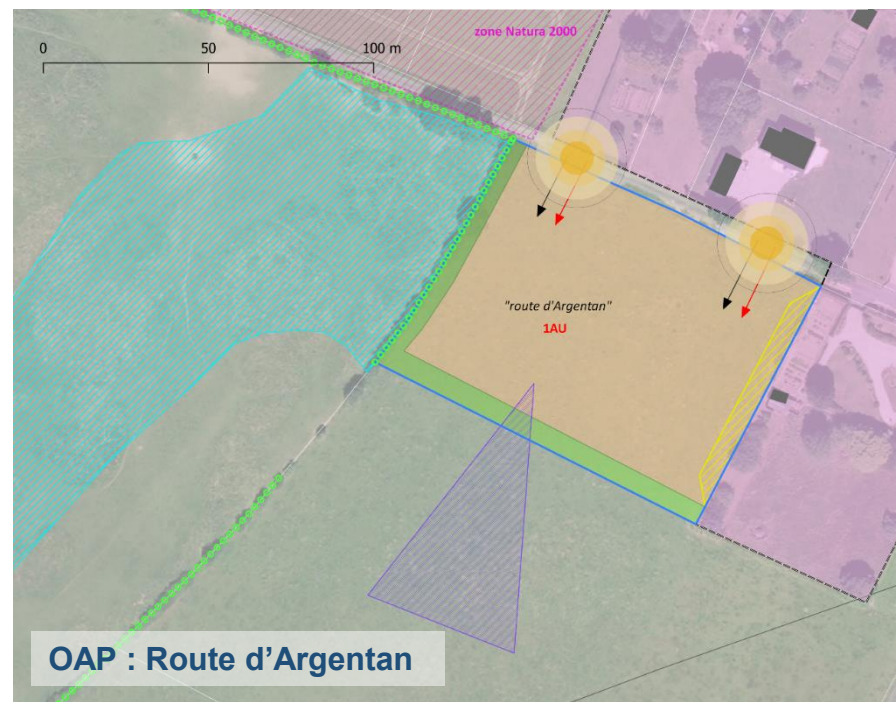 zone Natura 2000
0 50 100 m
"route d'Argentan"
1AU
OAP : Route d’Argentan